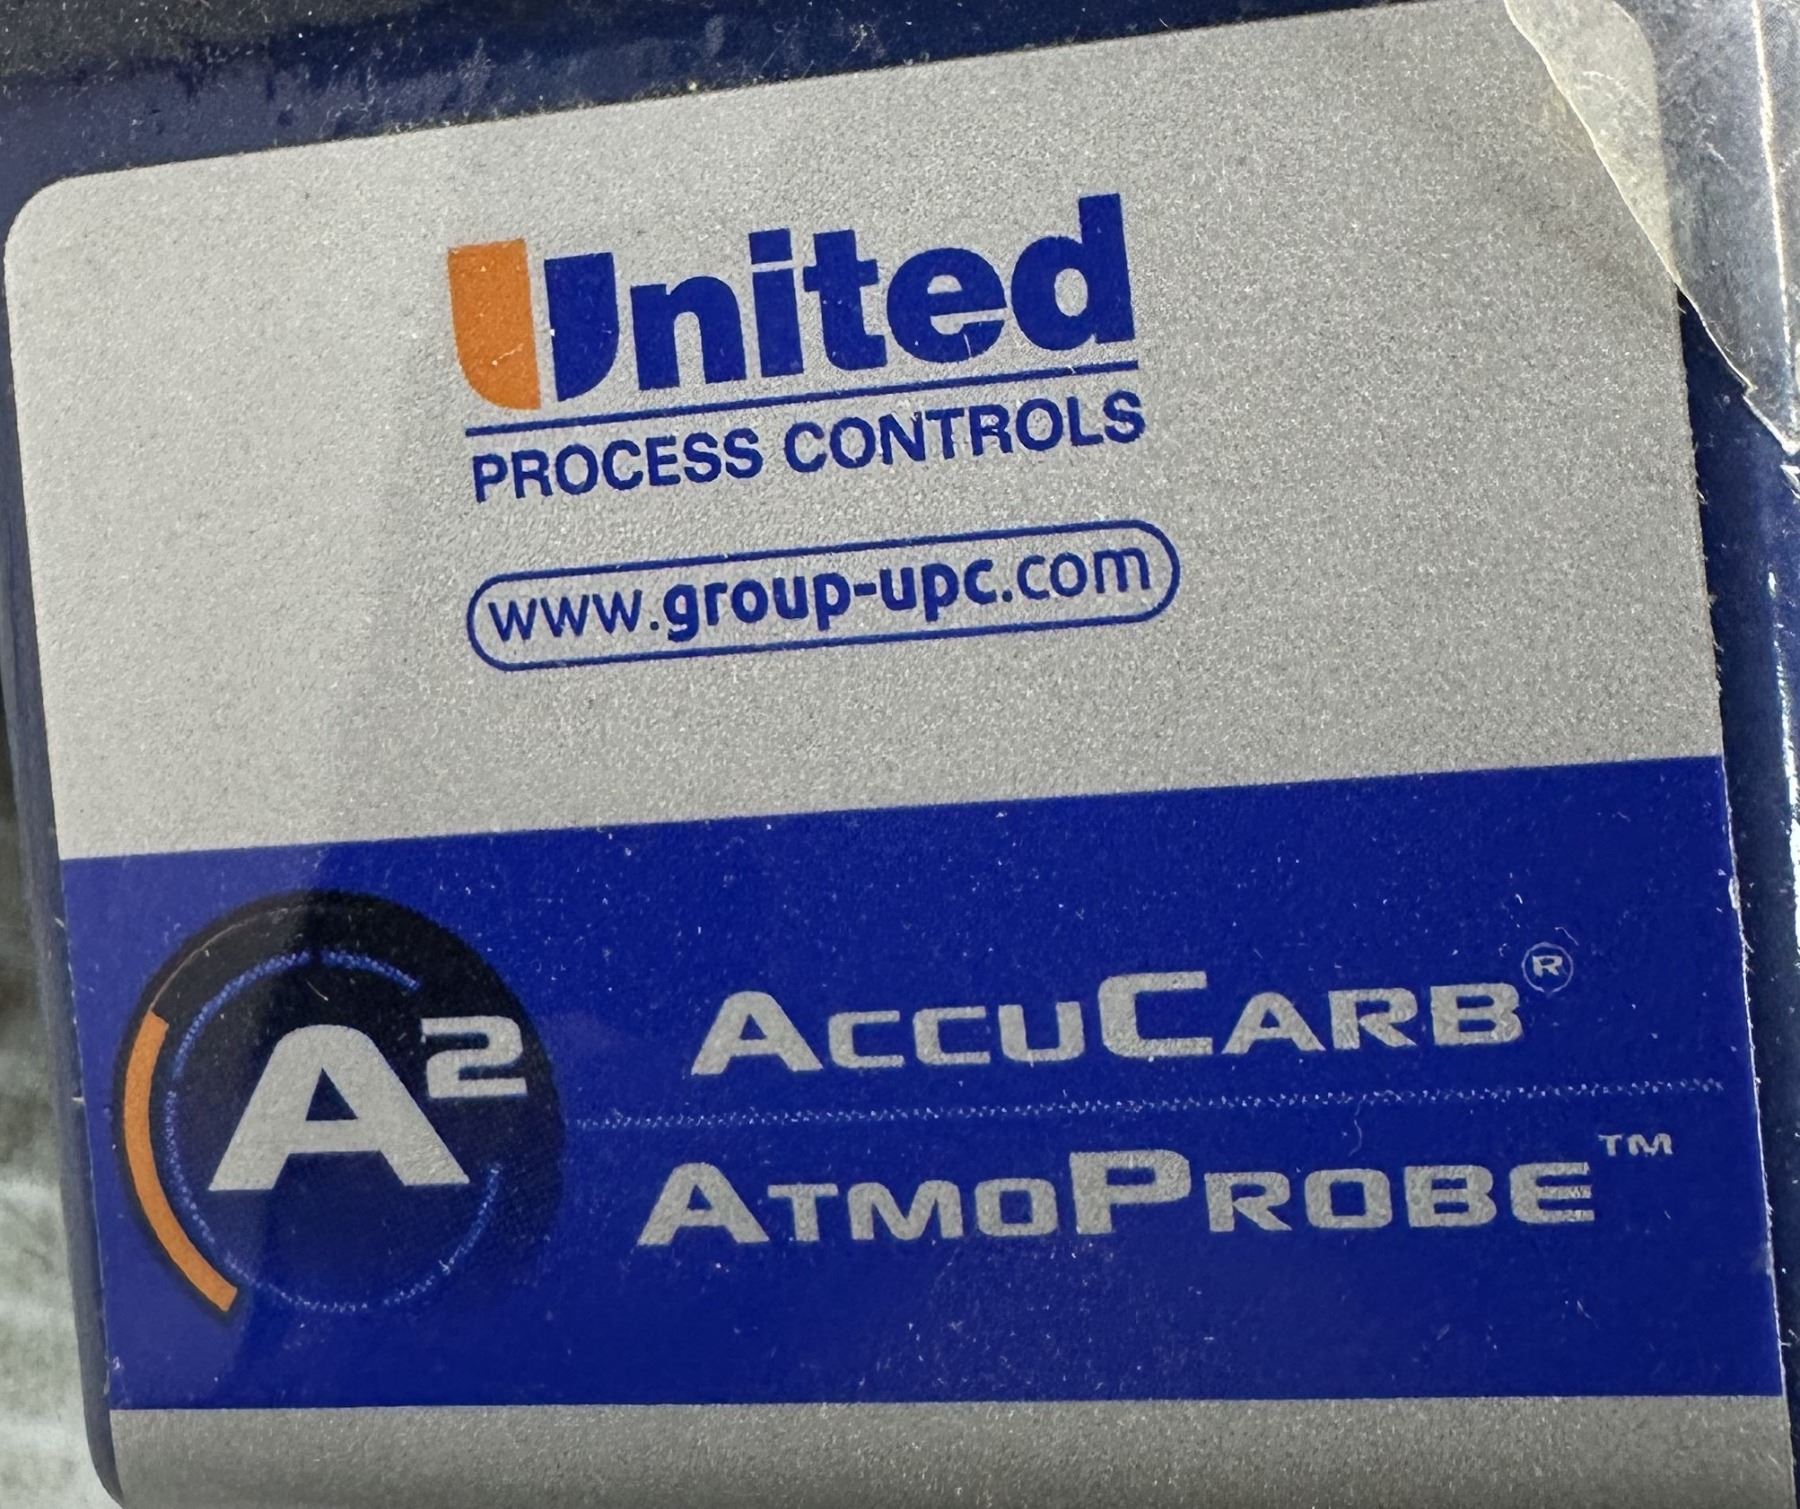 United
PROCESS CONTROLS
www.group-upc.com
A²
ACCUCARB®
ATMOPROBE™